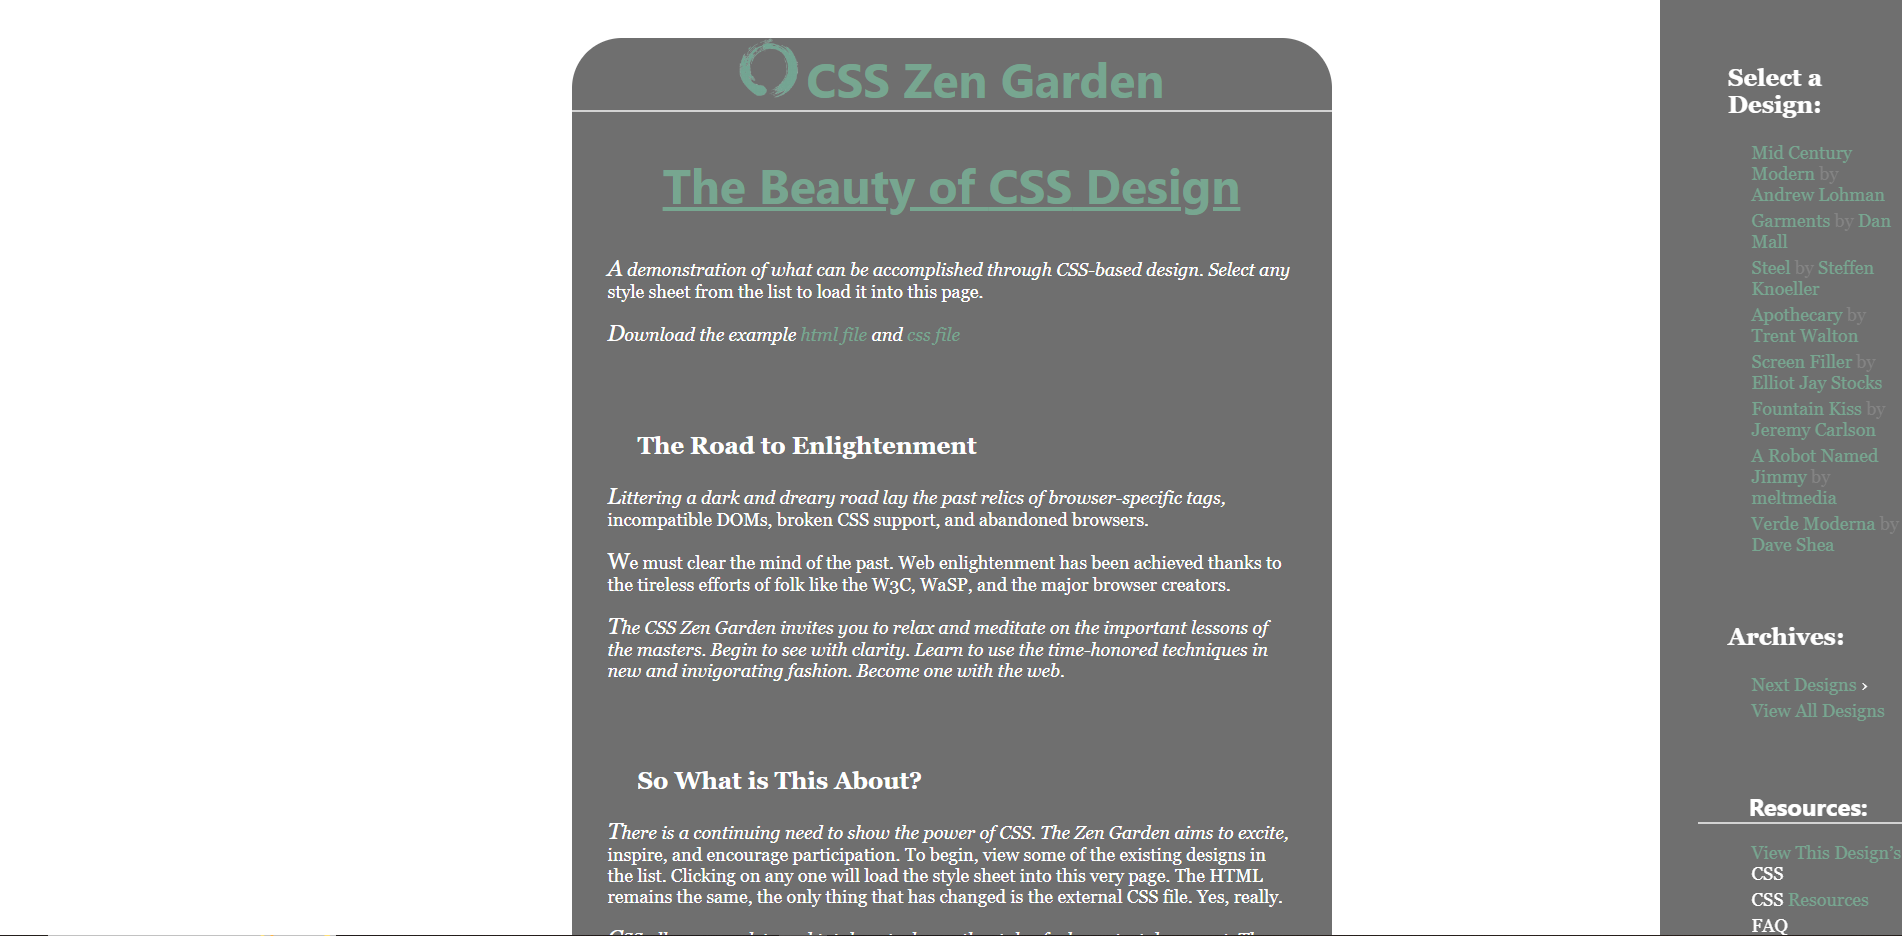 CSS Zen Garden
The Beauty of CSS Design
A demonstration of what can be accomplished through CSS-based design. Select any
style sheet from the list to load it into this page.
Download the example html file and css file
The Road to Enlightenment
Littering a dark and dreary road lay the past relics of browser-specific tags,
incompatible DOMs, broken CSS support, and abandoned browsers.
We must clear the mind of the past. Web enlightenment has been achieved thanks to
the tireless efforts of folk like the W3C, WaSP, and the major browser creators.
The CSS Zen Garden invites you to relax and meditate on the important lessons of
the masters. Begin to see with clarity. Learn to use the time-honored techniques in
new and invigorating fashion. Become one with the web.
So What is This About?
There is a continuing need to show the power of CSS. The Zen Garden aims to excite,
inspire, and encourage participation. To begin, view some of the existing designs in
the list. Clicking on any one will load the style sheet into this very page. The HTML
remains the same, the only thing that has changed is the external CSS file. Yes, really.
Select a
Design:
Mid Century
Modern by
Andrew Lohman
Garments by Dan
Mall
Steel by Steffen
Knoeller
Apothecary by
Trent Walton
Screen Filler by
Elliot Jay Stocks
Fountain Kiss by
Jeremy Carlson
A Robot Named
Jimmy by
meltmedia
Verde Moderna by
Dave Shea
Archives:
Next Designs ›
View All Designs
Resources:
View This Design’s
CSS
CSS Resources
FAQ